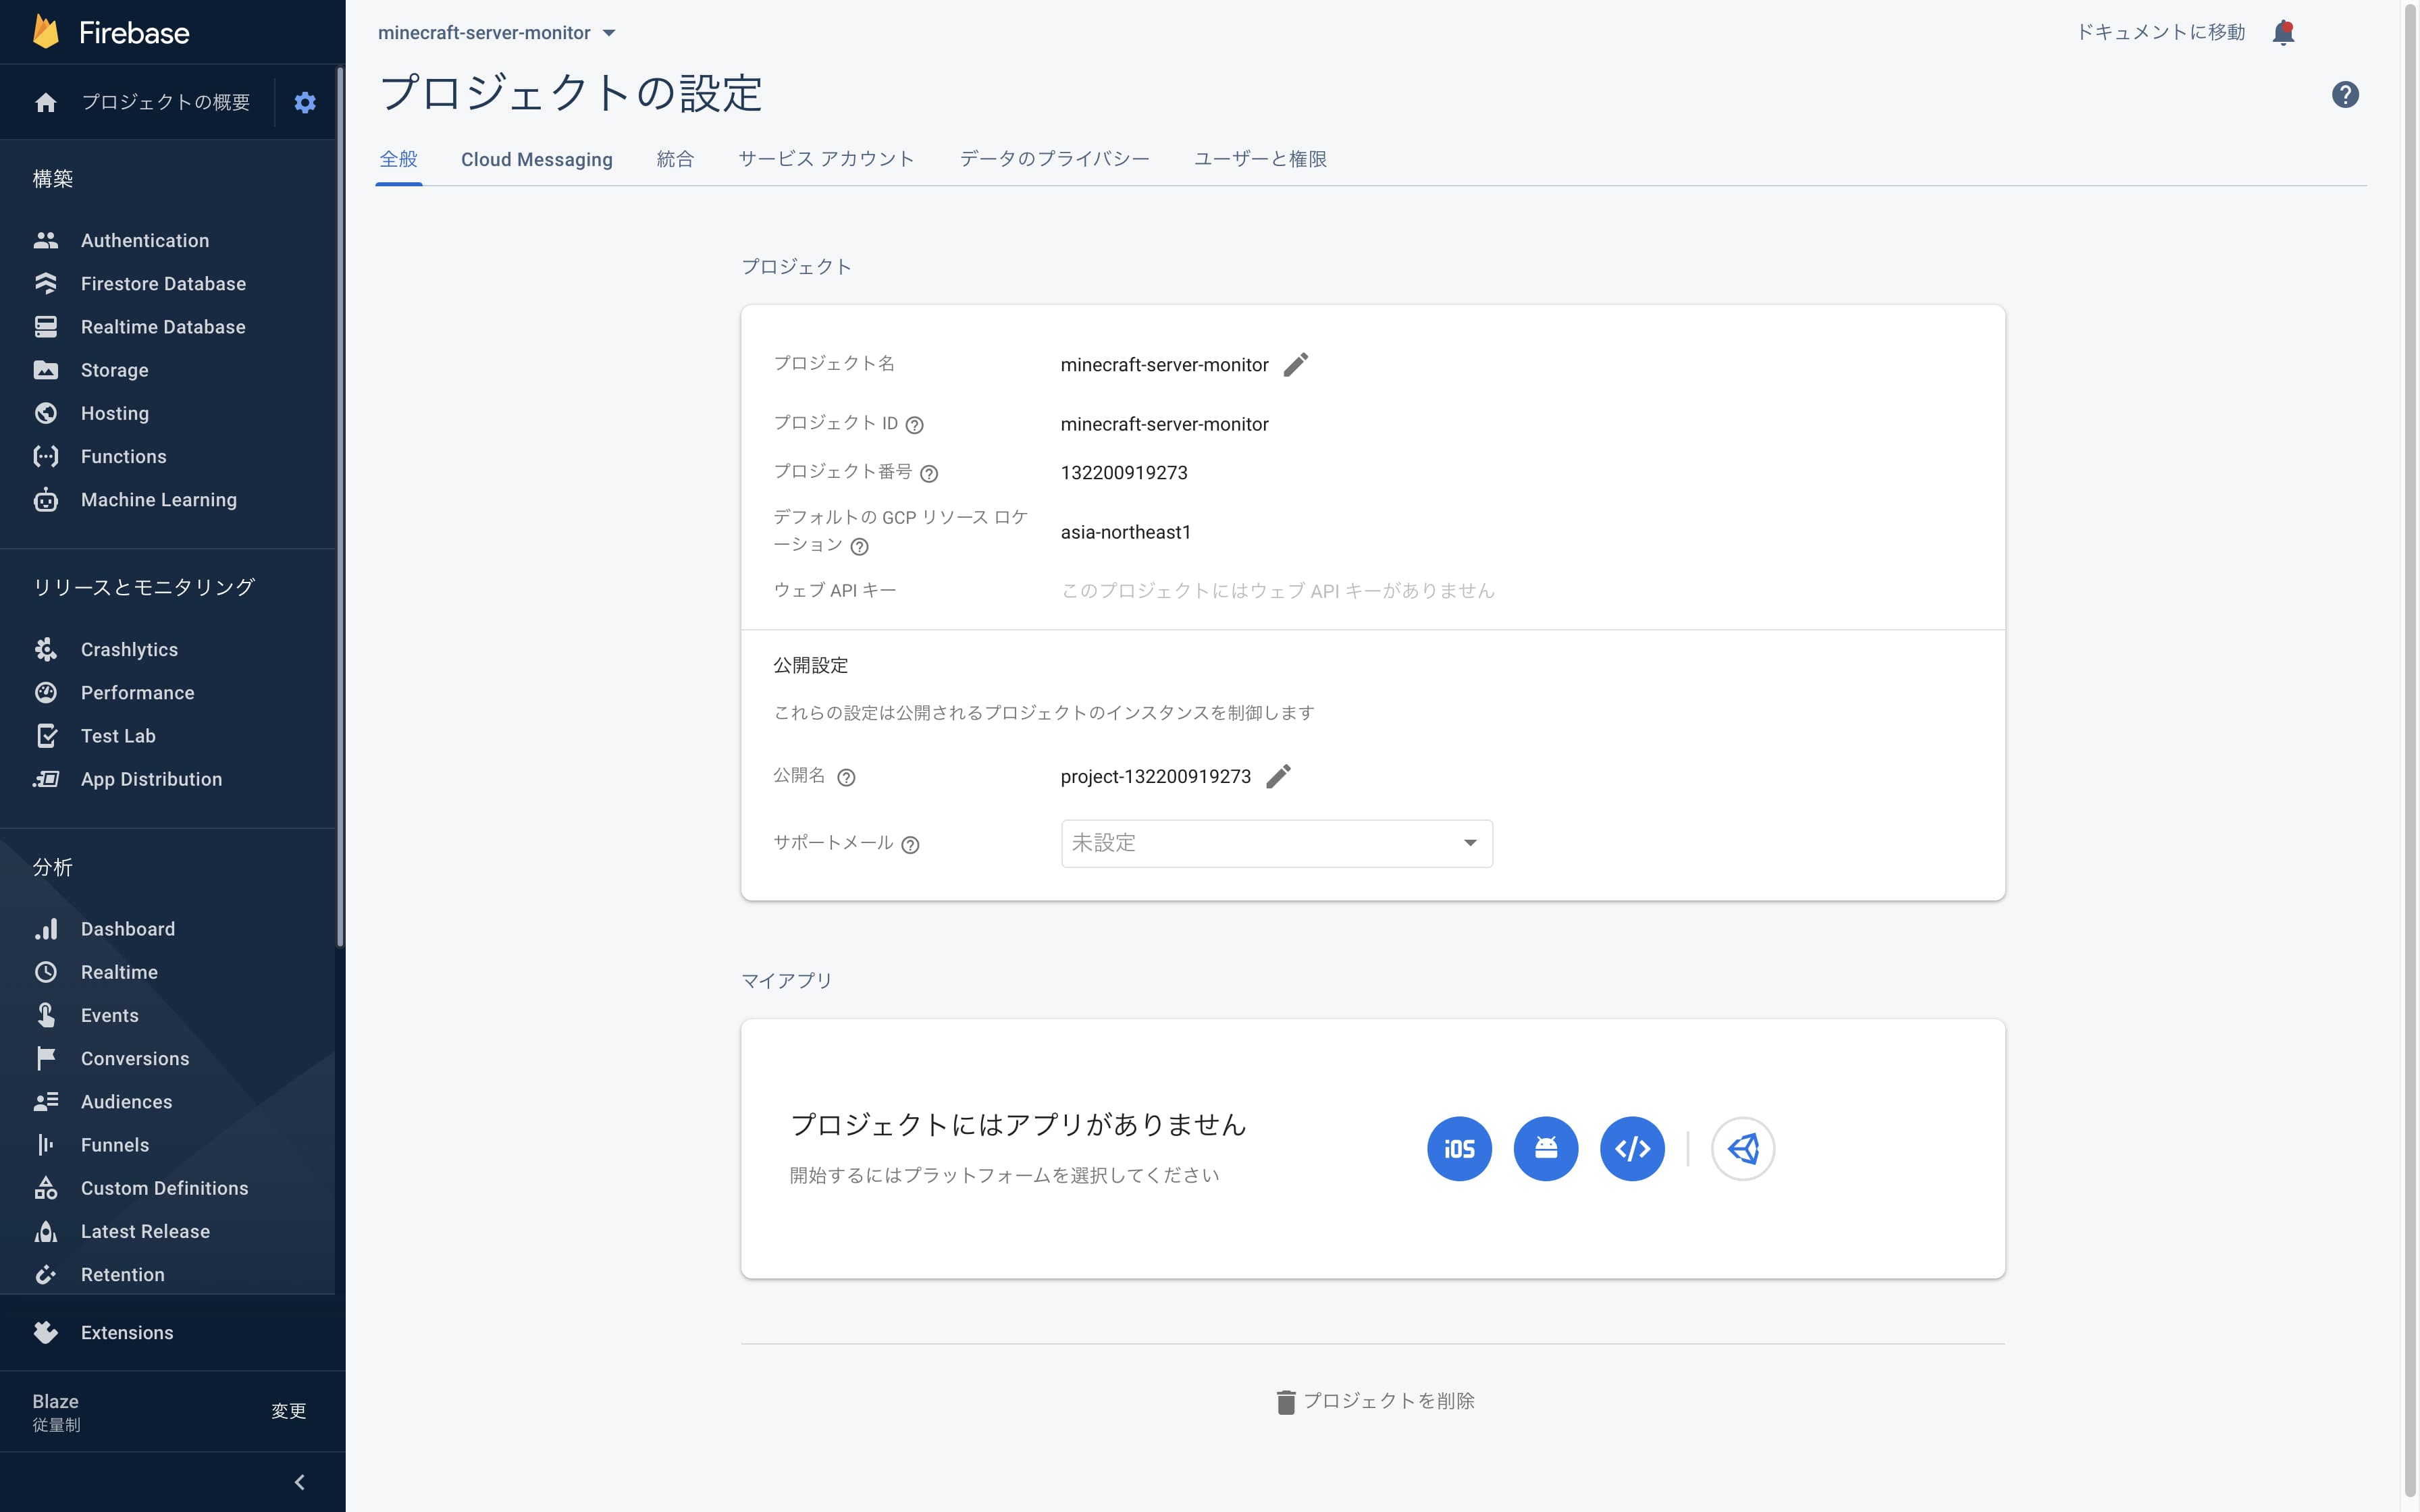 Firebase
プロジェクトの概要
構築
Authentication
Firestore Database
Realtime Database
Storage
Hosting
Functions
Machine Learning
リリースとモニタリング
Crashlytics
Performance
Test Lab
App Distribution
分析
Dashboard
Realtime
Events
Conversions
Audiences
Funnels
Custom Definitions
Latest Release
Retention
Extensions
Blaze
従量制
変更
minecraft-server-monitor
ドキュメントに移動
プロジェクトの設定
全般 Cloud Messaging 統合 サービス アカウント データのプライバシー ユーザーと権限
プロジェクト
プロジェクト名 minecraft-server-monitor
プロジェクト ID minecraft-server-monitor
プロジェクト番号 132200919273
デフォルトの GCP リソース ロケ
ーション asia-northeast1
ウェブ API キー このプロジェクトにはウェブ API キーがありません
公開設定
これらの設定は公開されるプロジェクトのインスタンスを制御します
公開名 project-132200919273
サポートメール 未設定
マイアプリ
プロジェクトにはアプリがありません
開始するにはプラットフォームを選択してください
iOS
プロジェクトを削除